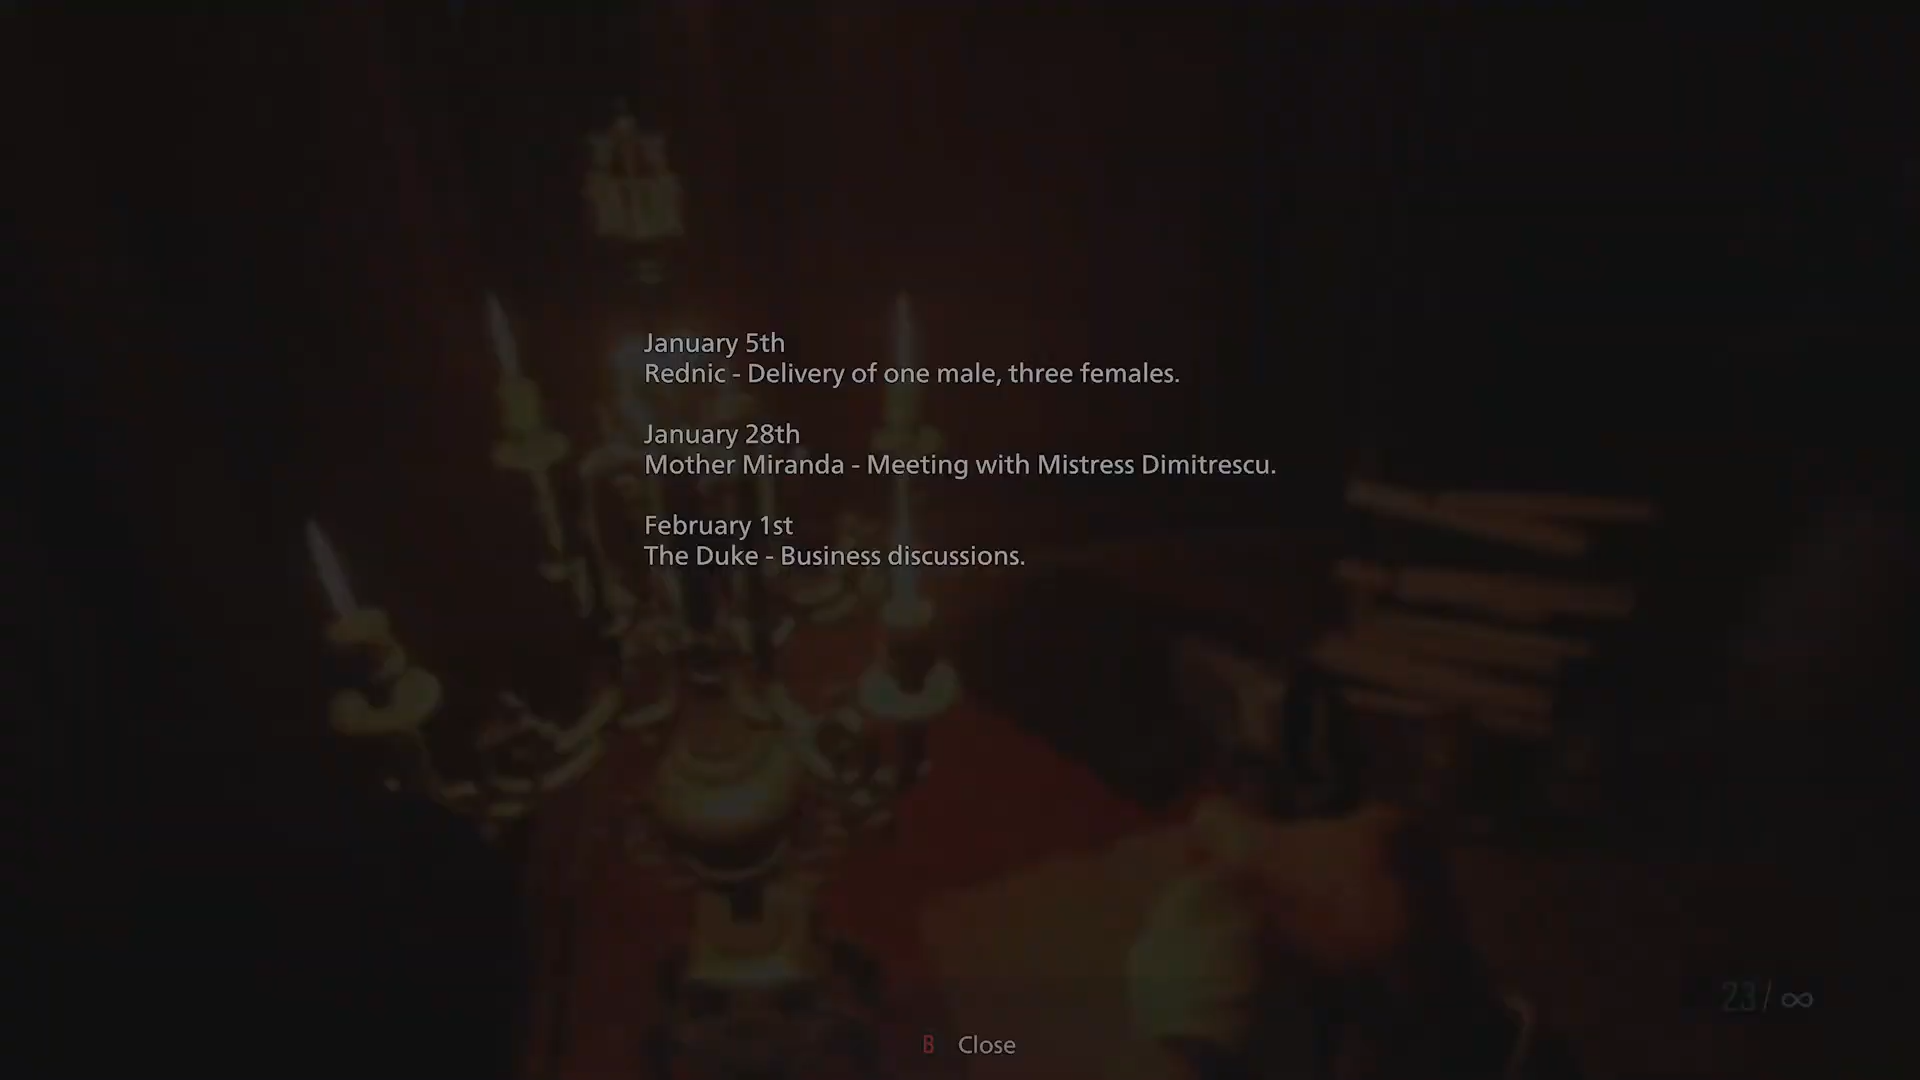 January 5th
Rednic - Delivery of one male, three females.
January 28th
Mother Miranda - Meeting with Mistress Dimitrescu.
February 1st
The Duke - Business discussions.
23/∞
B Close